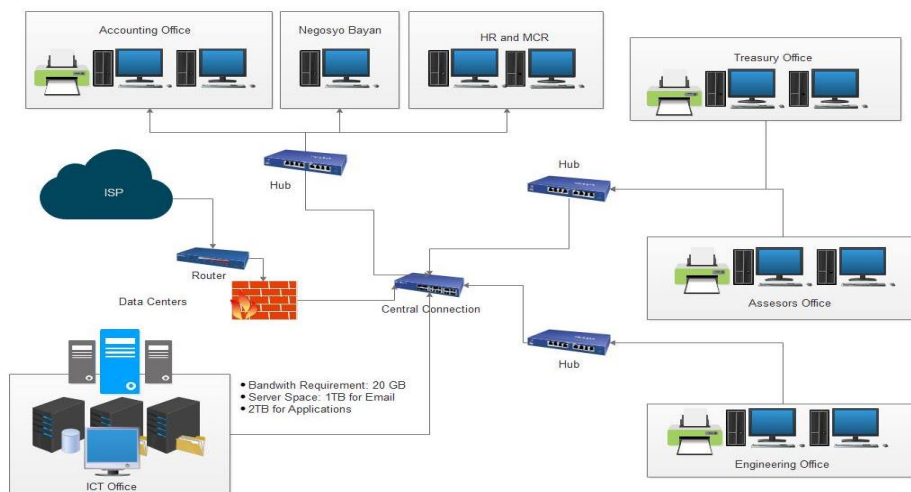 Accounting Office
Negosyo Bayan
HR and MCR
Treasury Office
Hub
Hub
ISP
Router
Data Centers
Central Connection
Assesors Office
Hub
• Bandwith Requirement: 20 GB
• Server Space: 1TB for Email
• 2TB for Applications
Engineering Office
ICT Office